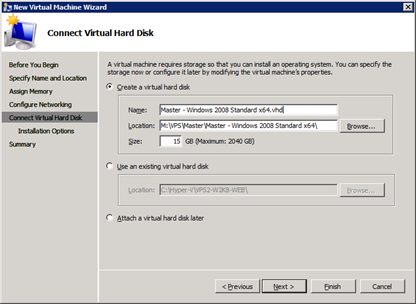 New Virtual Machine Wizard
Connect Virtual Hard Disk
Before You Begin
Specify Name and Location
Assign Memory
Configure Networking
Connect Virtual Hard Disk
Installation Options
Summary
A virtual machine requires storage so that you can install an operating system. You can specify the
storage now or configure it later by modifying the virtual machine's properties.
Create a virtual hard disk
Name: Master - Windows 2008 Standard x64.vhd
Location: M:\VPS\Master\Master - Windows 2008 Standard x64\ Browse...
Size: 15 GB (Maximum: 2040 GB)
Use an existing virtual hard disk
Location: C:\Hyper-V\VPS2-W2K8-WEB\ Browse...
Attach a virtual hard disk later
< Previous Next > Finish Cancel